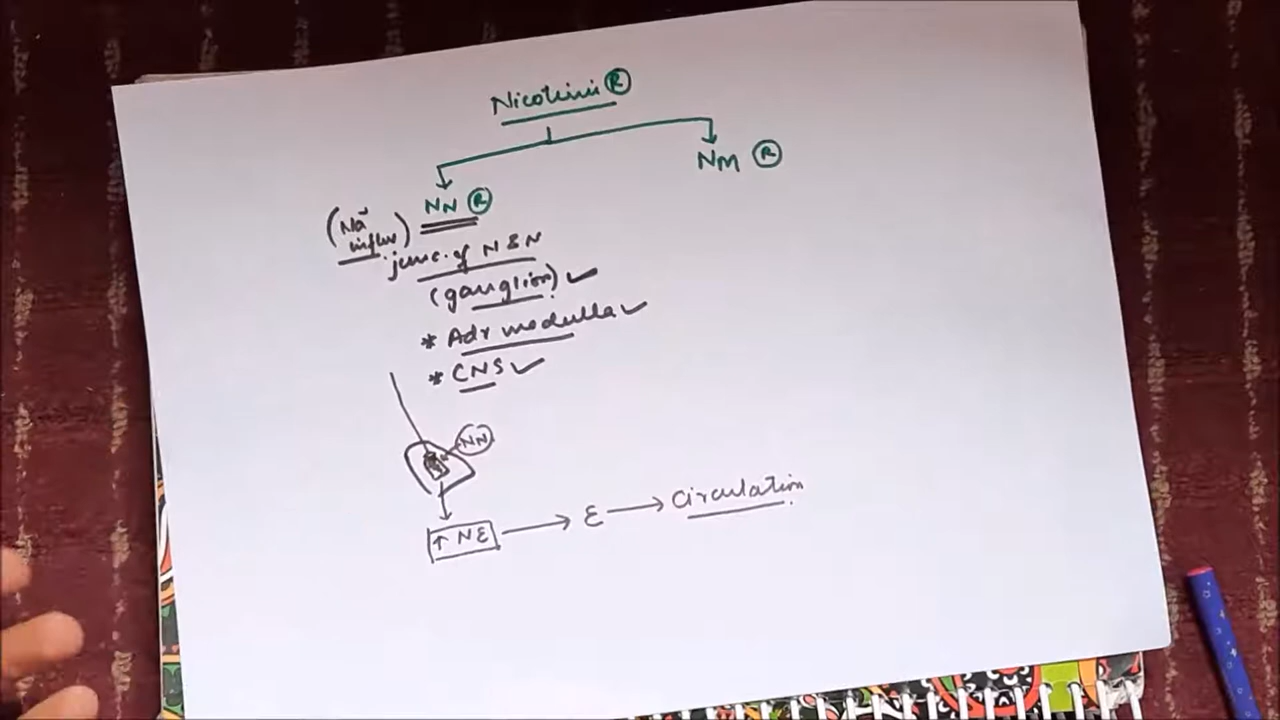 Nicotinic Ⓡ
NM Ⓡ
NN Ⓡ
(Na⁺
influx)
junc. of N & N
(ganglion) ✓
* Adr medulla ✓
* CNS ✓
NN
↑ NE → E → Circulation